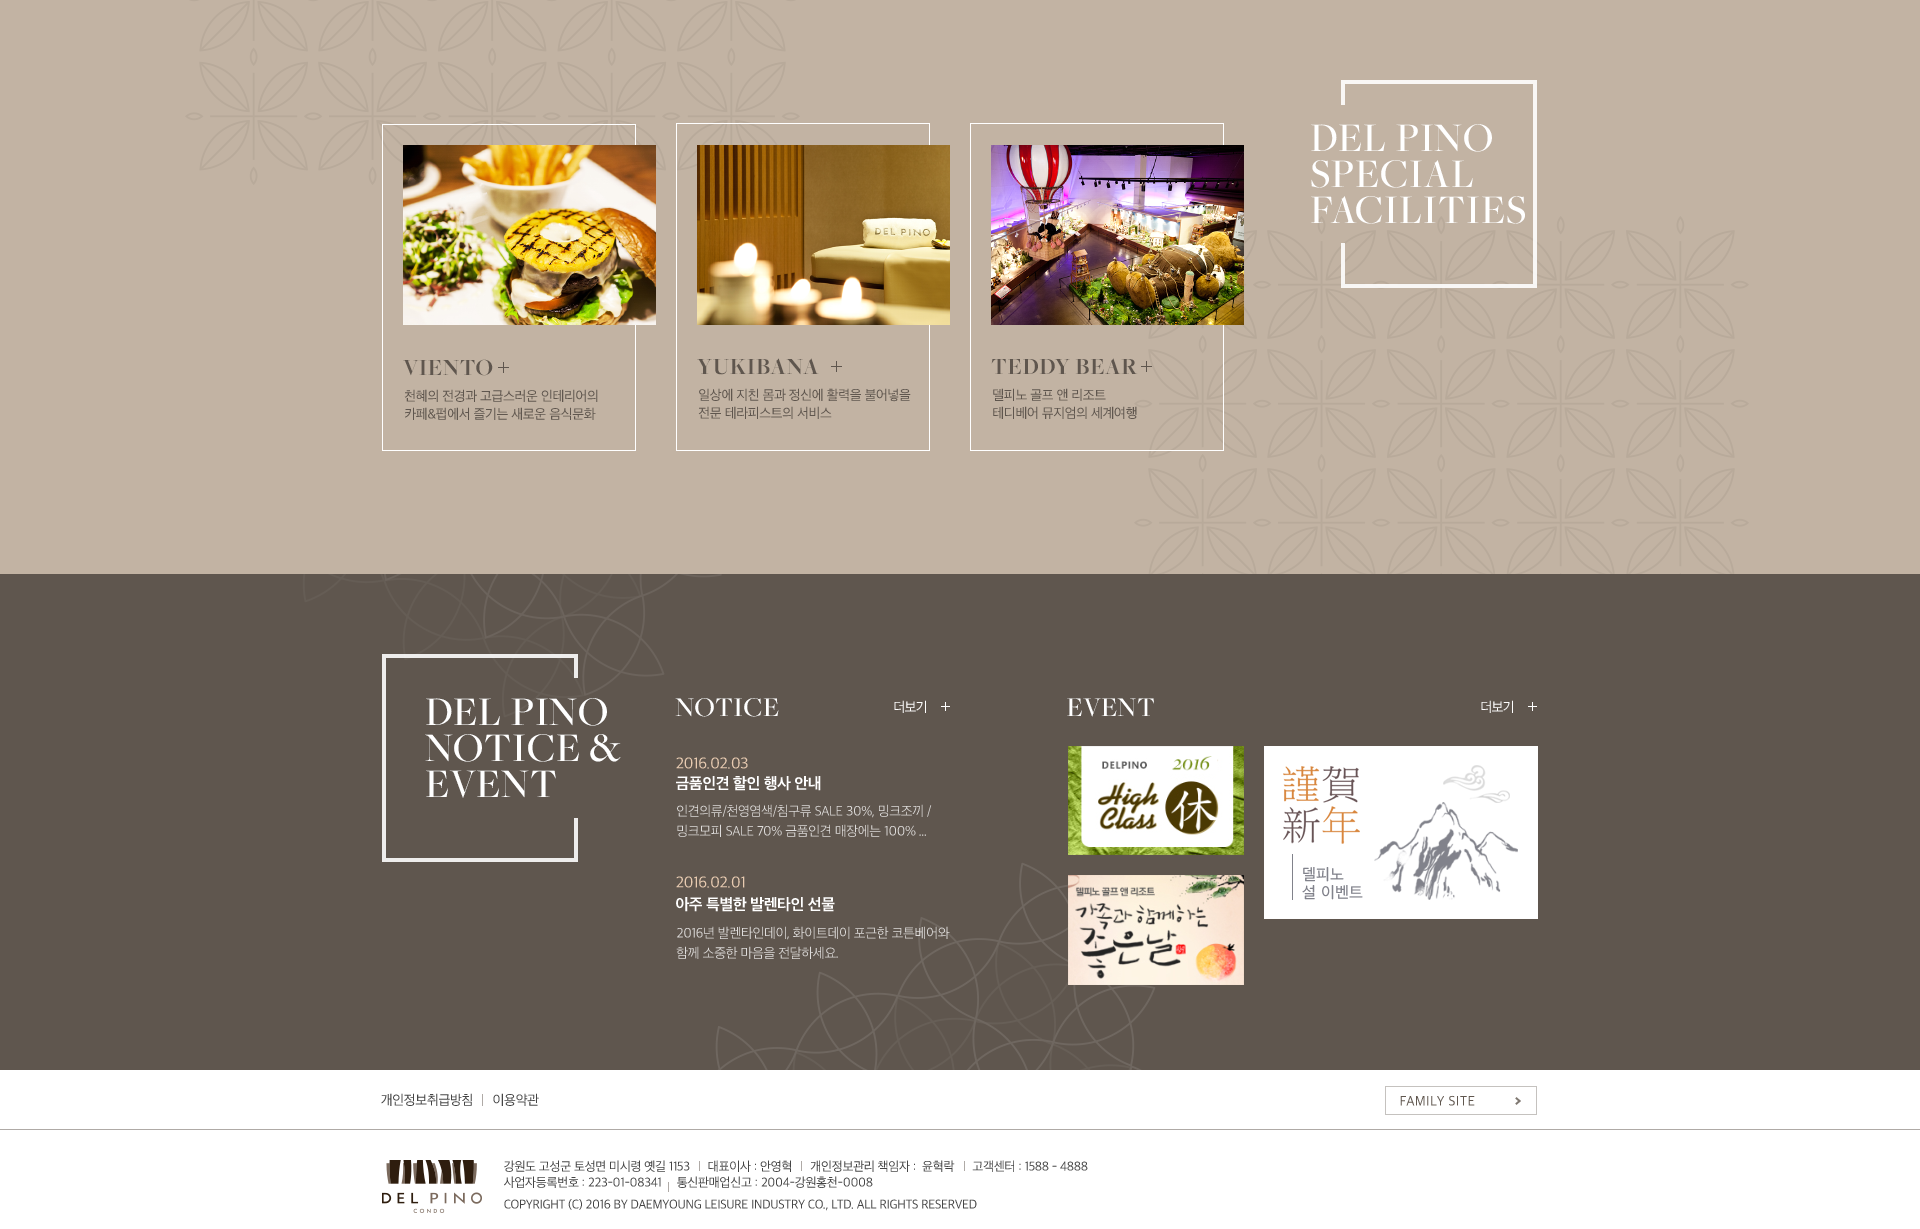 DEL PINO
SPECIAL
FACILITIES
DEL PINO
VIENTO +
천혜의 전경과 고급스러운 인테리어의
카페&펍에서 즐기는 새로운 음식문화
YUKIBANA +
일상에 지친 몸과 정신에 활력을 불어넣을
전문 테라피스트의 서비스
TEDDY BEAR +
델피노 골프 앤 리조트
테디베어 뮤지엄의 세계여행
DEL PINO
NOTICE &
EVENT
NOTICE
더보기 +
2016.02.03
금품인견 할인 행사 안내
인견의류/천영염색/침구류 SALE 30%, 밍크조끼 /
밍크모피 SALE 70% 금품인견 매장에는 100% ...
2016.02.01
아주 특별한 발렌타인 선물
2016년 발렌타인데이, 화이트데이 포근한 코튼베어와
함께 소중한 마음을 전달하세요.
EVENT
더보기 +
DELPINO 2016
High
Class
休
델피노 골프 앤 리조트
가족과 함께하는
좋은날
謹賀
新年
델피노
설 이벤트
개인정보취급방침 | 이용약관
FAMILY SITE >
DEL PINO
CONDO
강원도 고성군 토성면 미시령 옛길 1153 | 대표이사 : 안영혁 | 개인정보관리 책임자 : 윤혁락 | 고객센터 : 1588 - 4888
사업자등록번호 : 223-01-08341 | 통신판매업신고 : 2004-강원홍천-0008
COPYRIGHT (C) 2016 BY DAEMYOUNG LEISURE INDUSTRY CO., LTD. ALL RIGHTS RESERVED